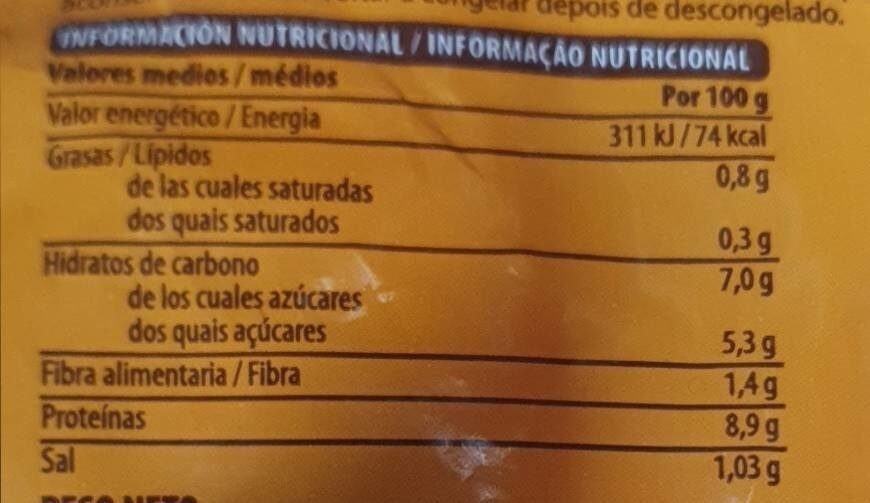 depois de descongelado.
INFORMACIÓN NUTRICIONAL / INFORMAÇÃO NUTRICIONAL
Valores medios / médios
Por 100 g
Valor energético / Energia 311 kJ / 74 kcal
Grasas / Lípidos 0,8 g
de las cuales saturadas
dos quais saturados 0,3 g
Hidratos de carbono 7,0 g
de los cuales azúcares
dos quais açúcares 5,3 g
Fibra alimentaria / Fibra 1,4 g
Proteínas 8,9 g
Sal 1,03 g